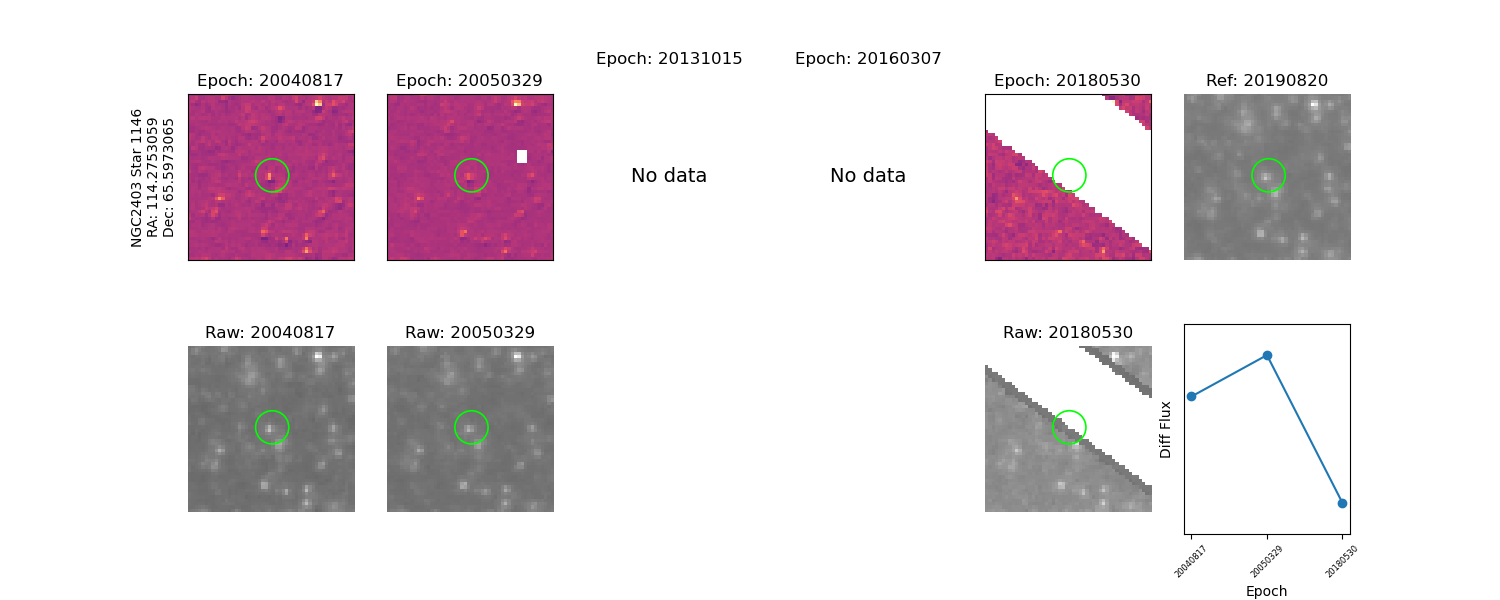 Epoch: 20040817
Epoch: 20050329
Epoch: 20131015
Epoch: 20160307
Epoch: 20180530
Ref: 20190820
NGC2403 Star 1146
RA: 114.2753059
Dec: 65.5973065
No data
No data
Raw: 20040817
Raw: 20050329
Raw: 20180530
Diff Flux
20040817
20050329
20180530
Epoch